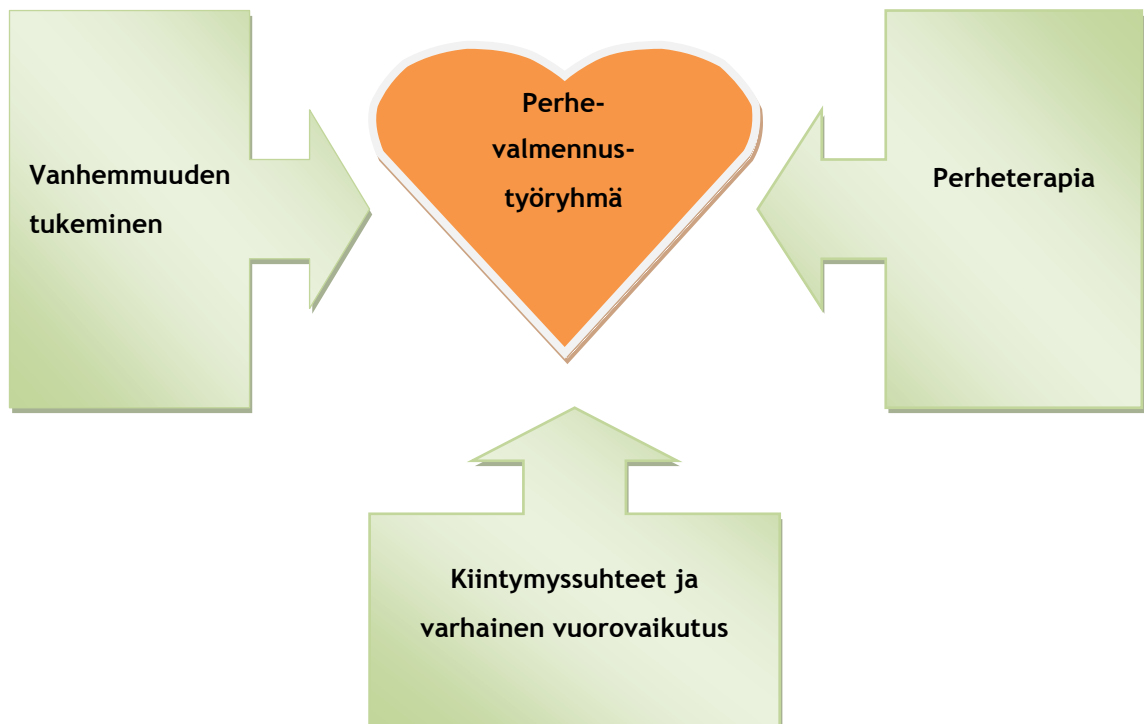 Perhe-
valmennus-
työryhmä
Vanhemmuuden
tukeminen
Perheterapia
Kiintymyssuhteet ja
varhainen vuorovaikutus